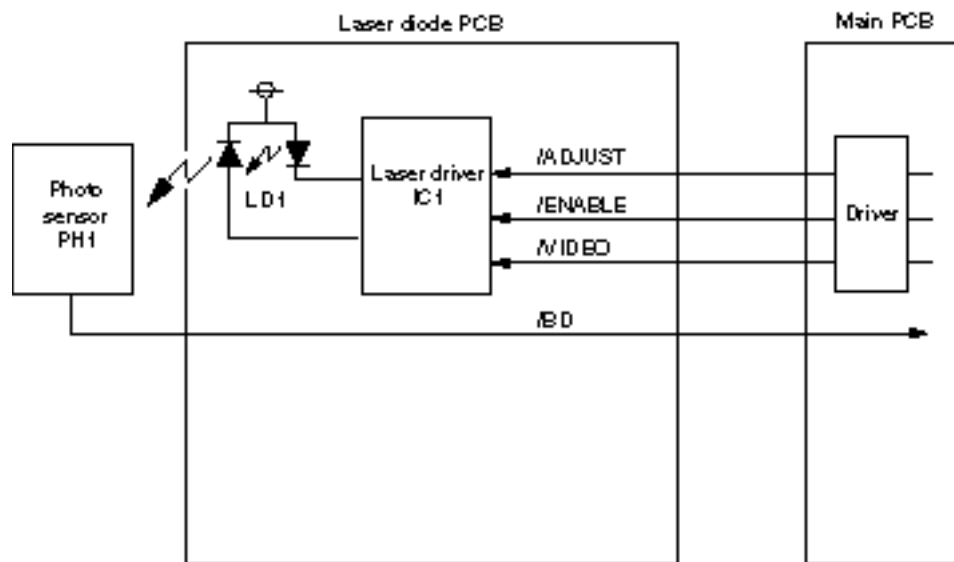 Laser diode PCB
Main PCB
Photo
sensor
PH1
LD1
Laser driver
IC1
/ADJUST
/ENABLE
/VIDEO
Driver
/BD